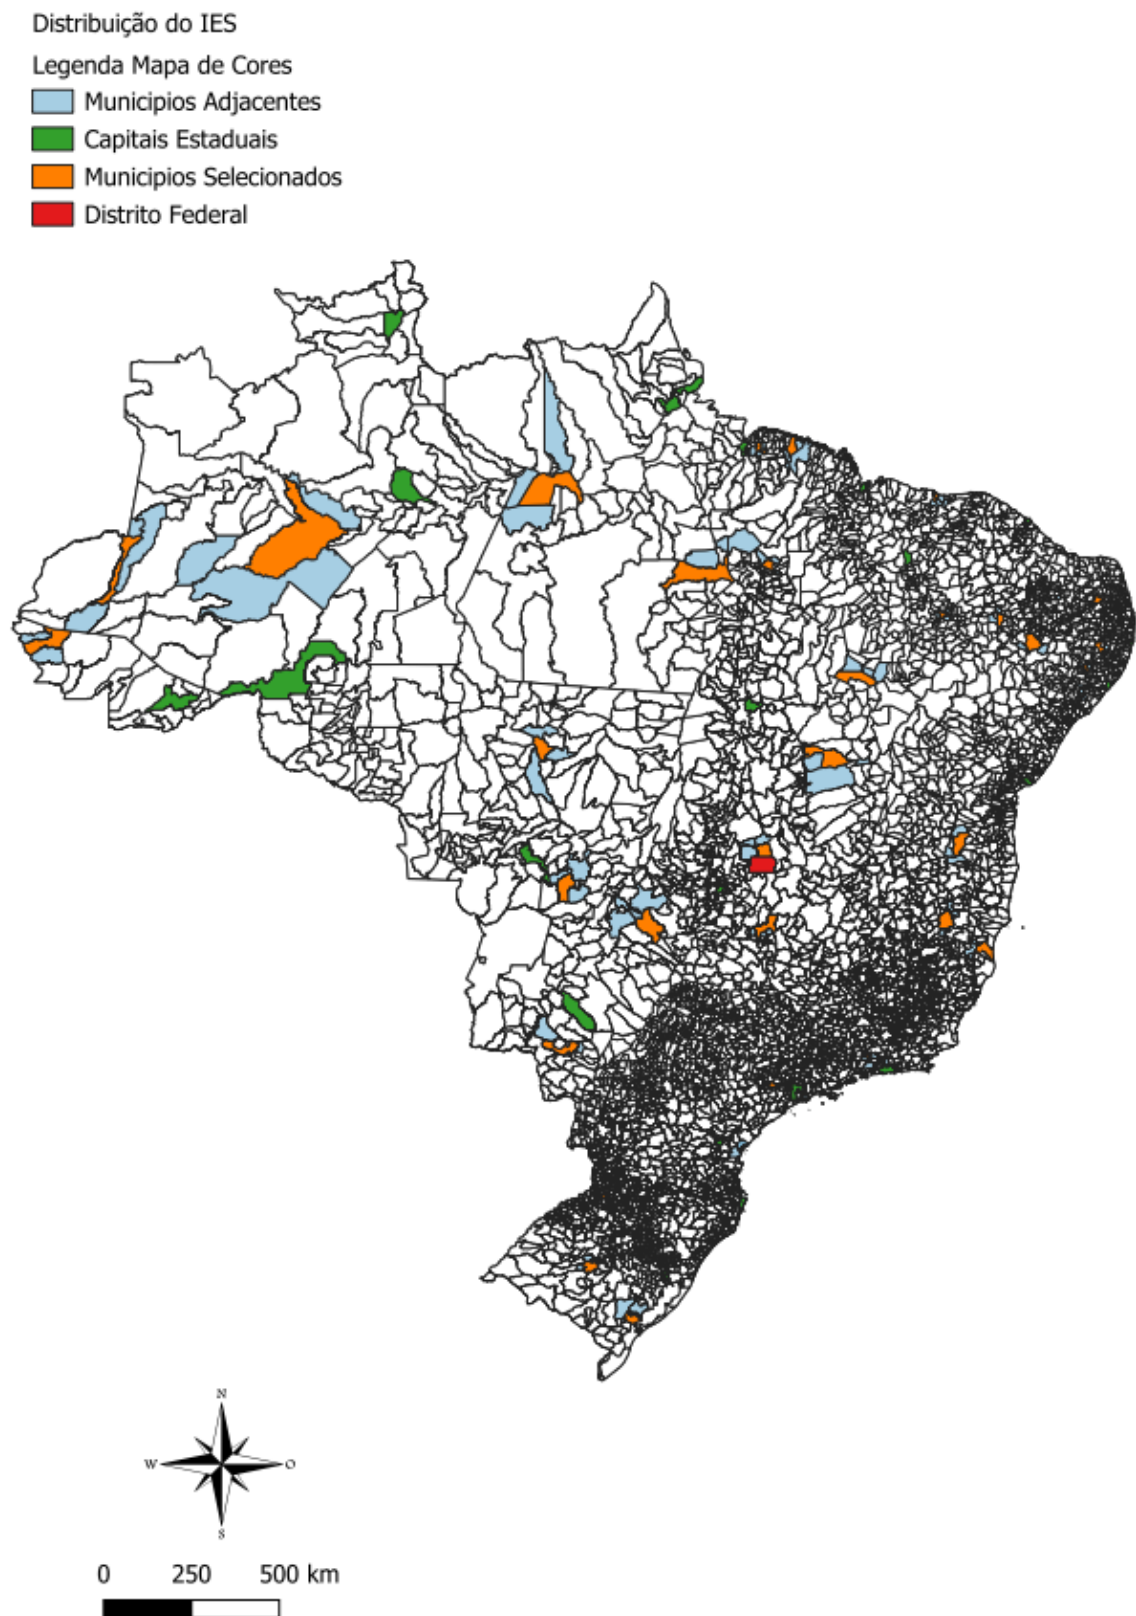 Distribuição do IES
Legenda Mapa de Cores
Municipios Adjacentes
Capitais Estaduais
Municipios Selecionados
Distrito Federal
N
W O
S
0 250 500 km